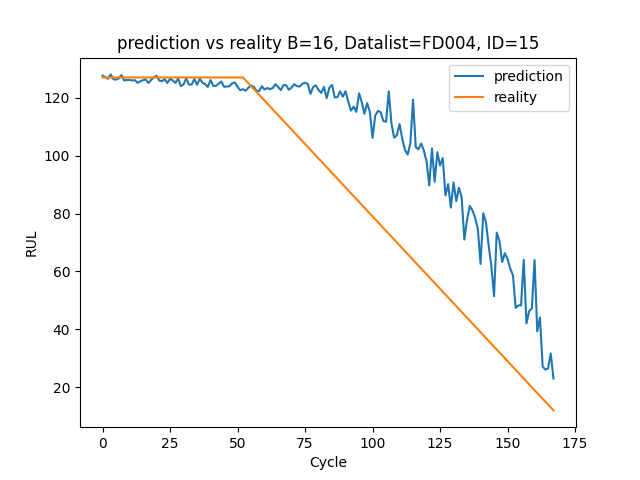 prediction vs reality B=16, Datalist=FD004, ID=15
prediction
reality
RUL
120
100
80
60
40
20
0 25 50 75 100 125 150 175
Cycle